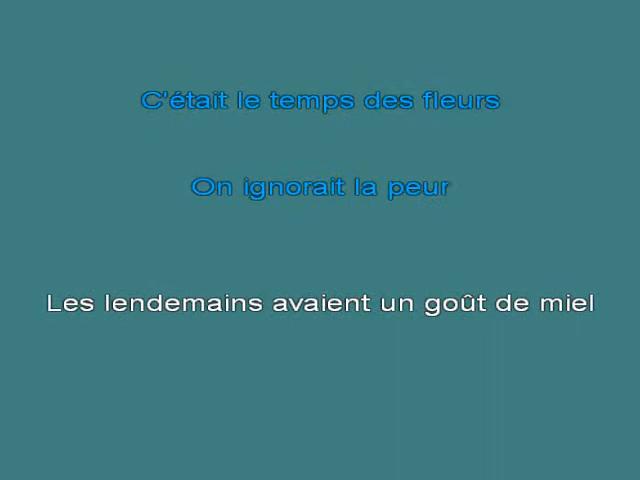 C'était le temps des fleurs
On ignorait la peur
Les lendemains avaient un goût de miel